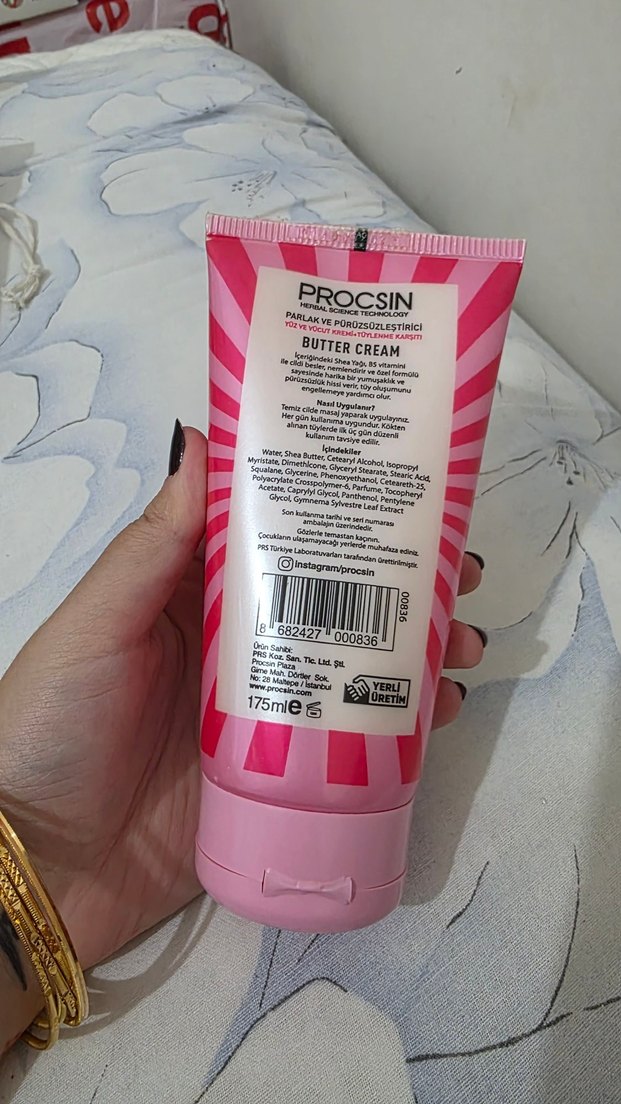 PROCSIN
HERBAL SCIENCE TECHNOLOGY
PARLAK VE PÜRÜZSÜZLEŞTİRİCİ
YÜZ VE VÜCUT KREMİ+TÜYLENME KARŞITI
BUTTER CREAM
İçeriğindeki Shea Yağı, B5 vitamini
ile cildi besler, nemlendirir ve özel formülü
sayesinde harika bir yumuşaklık ve
pürüzsüzlük hissi verir, tüy oluşumunu
engellemeye yardımcı olur.
Nasıl Uygulanır?
Temiz cilde masaj yaparak uygulayınız.
Her gün kullanıma uygundur. Kökten
alınan tüylerde ilk üç gün düzenli
kullanım tavsiye edilir.
İçindekiler
Water, Shea Butter, Cetearyl Alcohol, Isopropyl
Myristate, Dimethicone, Glyceryl Stearate, Stearic Acid,
Squalane, Glycerine, Phenoxyethanol, Ceteareth-25,
Polyacrylate Crosspolymer-6, Parfume, Tocopheryl
Acetate, Caprylyl Glycol, Panthenol, Pentylene
Glycol, Gymnema Sylvestre Leaf Extract
Son kullanma tarihi ve seri numarası
ambalajın üzerindedir.
Gözlerle temastan kaçının.
Çocukların ulaşamayacağı yerlerde muhafaza ediniz.
PRS Türkiye Laboratuvarları tarafından ürettirilmiştir.
instagram/procsin
00836
8 682427 000836
Ürün Sahibi:
PRS Koz. San. Tic. Ltd. Şti.
Procsin Plaza
Girne Mah. Dörtler Sok.
No: 28 Maltepe / İstanbul
www.procsin.com
YERLİ
ÜRETİM
175ml e